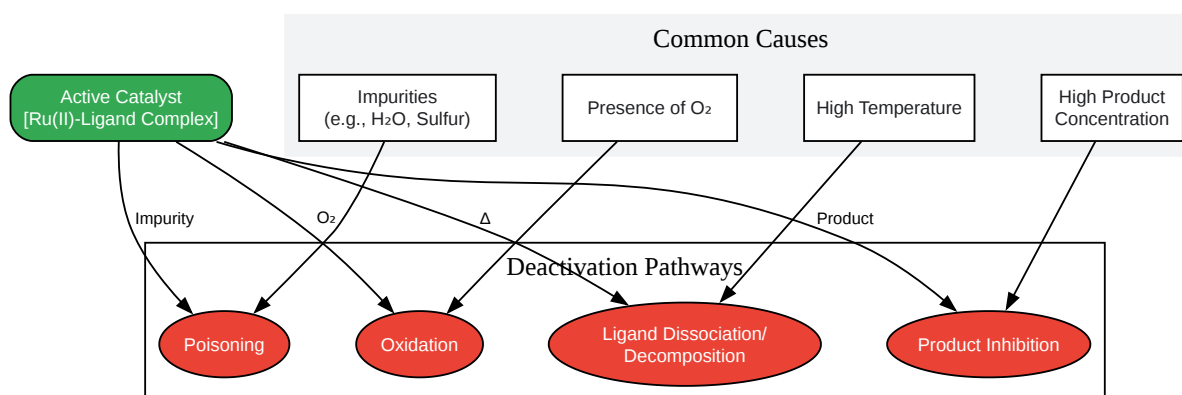 Common Causes
Active Catalyst
[Ru(II)-Ligand Complex]
Impurities
(e.g., H₂O, Sulfur)
Presence of O₂
High Temperature
High Product
Concentration
Impurity
O₂
Δ
Product
Deactivation Pathways
Poisoning
Oxidation
Ligand Dissociation/
Decomposition
Product Inhibition